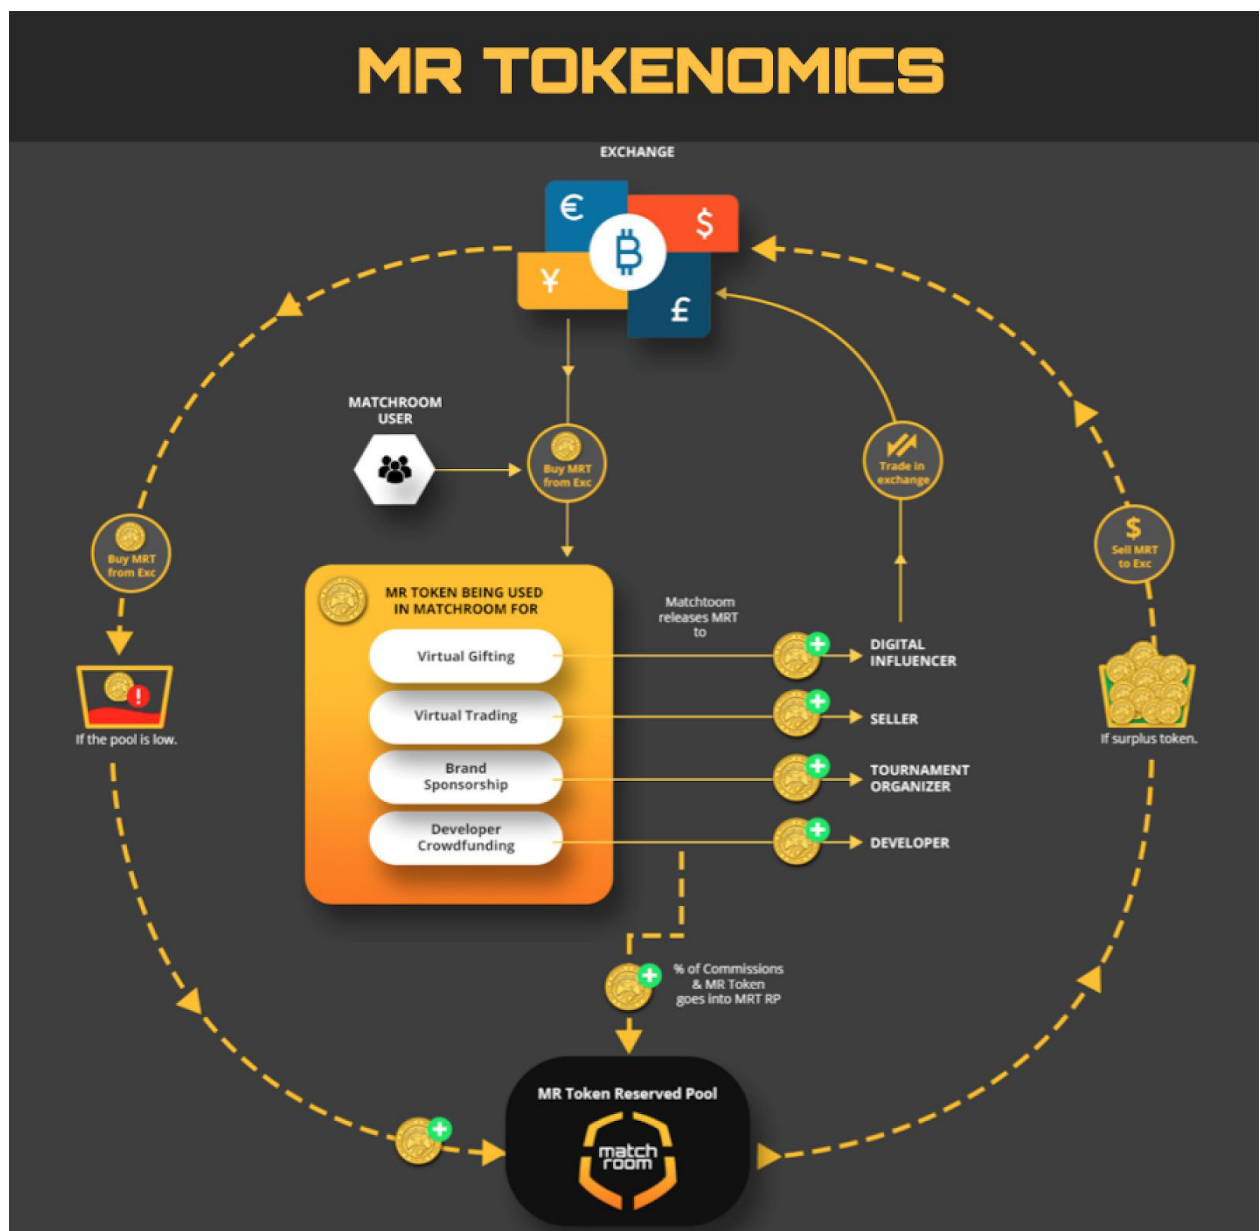 MR TOKENOMICS
EXCHANGE
€
$
₿
¥
£
MATCHROOM
USER
Buy MRT
from Exc
Trade in
exchange
Buy MRT
from Exc
$
Sell MRT
to Exc
MR TOKEN BEING USED
IN MATCHROOM FOR
Virtual Gifting
Virtual Trading
Brand
Sponsorship
Developer
Crowdfunding
Matchtoom
releases MRT
to
DIGITAL
INFLUENCER
SELLER
TOURNAMENT
ORGANIZER
DEVELOPER
If the pool is low.
If surplus token.
% of Commissions
& MR Token
goes into MRT RP
MR Token Reserved Pool
match
room